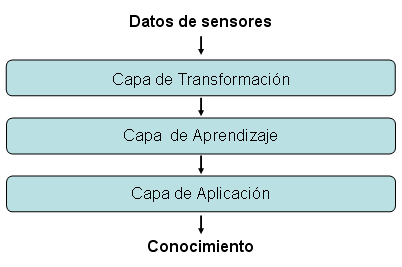 Datos de sensores
Capa de Transformación
Capa de Aprendizaje
Capa de Aplicación
Conocimiento